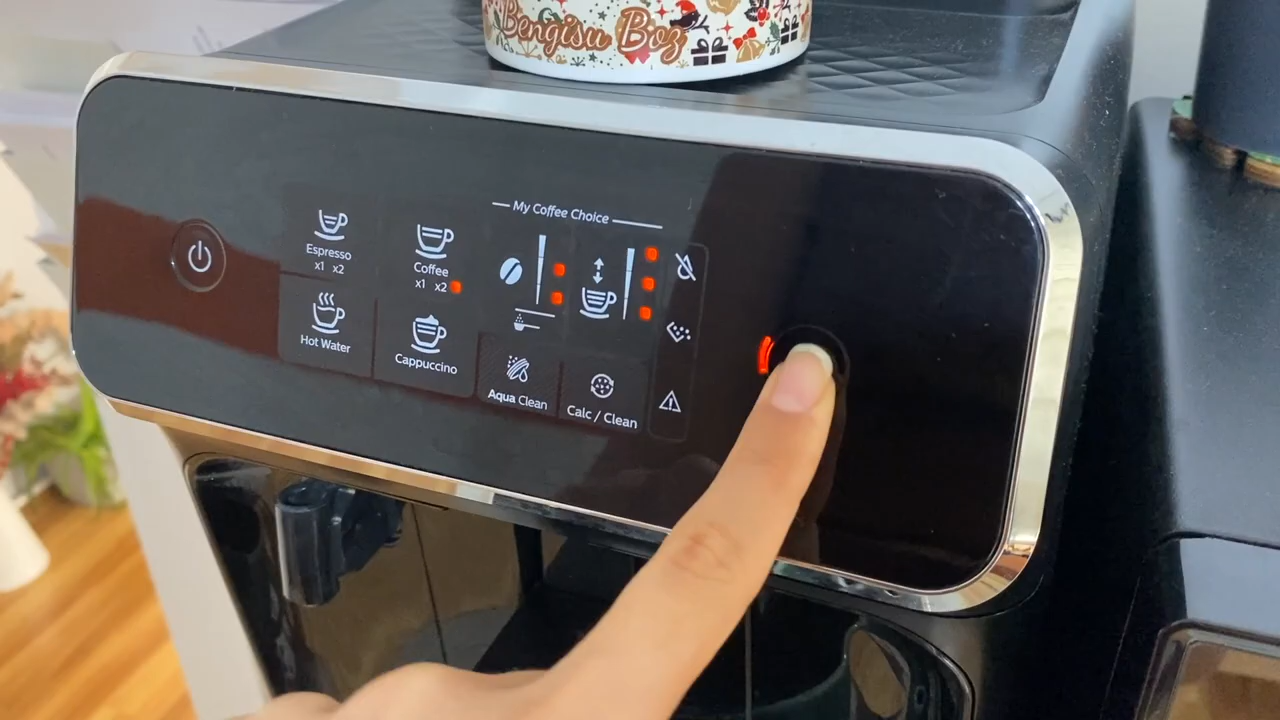 Bengisu Boz
My Coffee Choice
Espresso
x1 x2
Coffee
x1 x2
Hot Water
Cappuccino
Aqua Clean
Calc / Clean